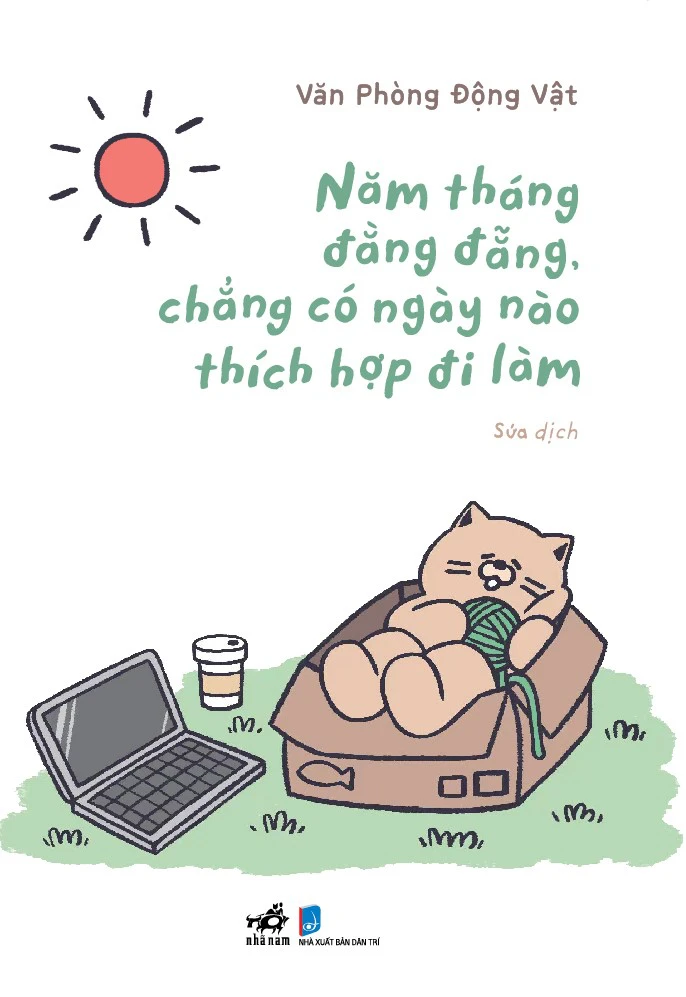 Văn Phòng Động Vật
Năm tháng
đằng đẵng,
chẳng có ngày nào
thích hợp đi làm
Sứa dịch
nhã nam
NHÀ XUẤT BẢN DÂN TRÍ